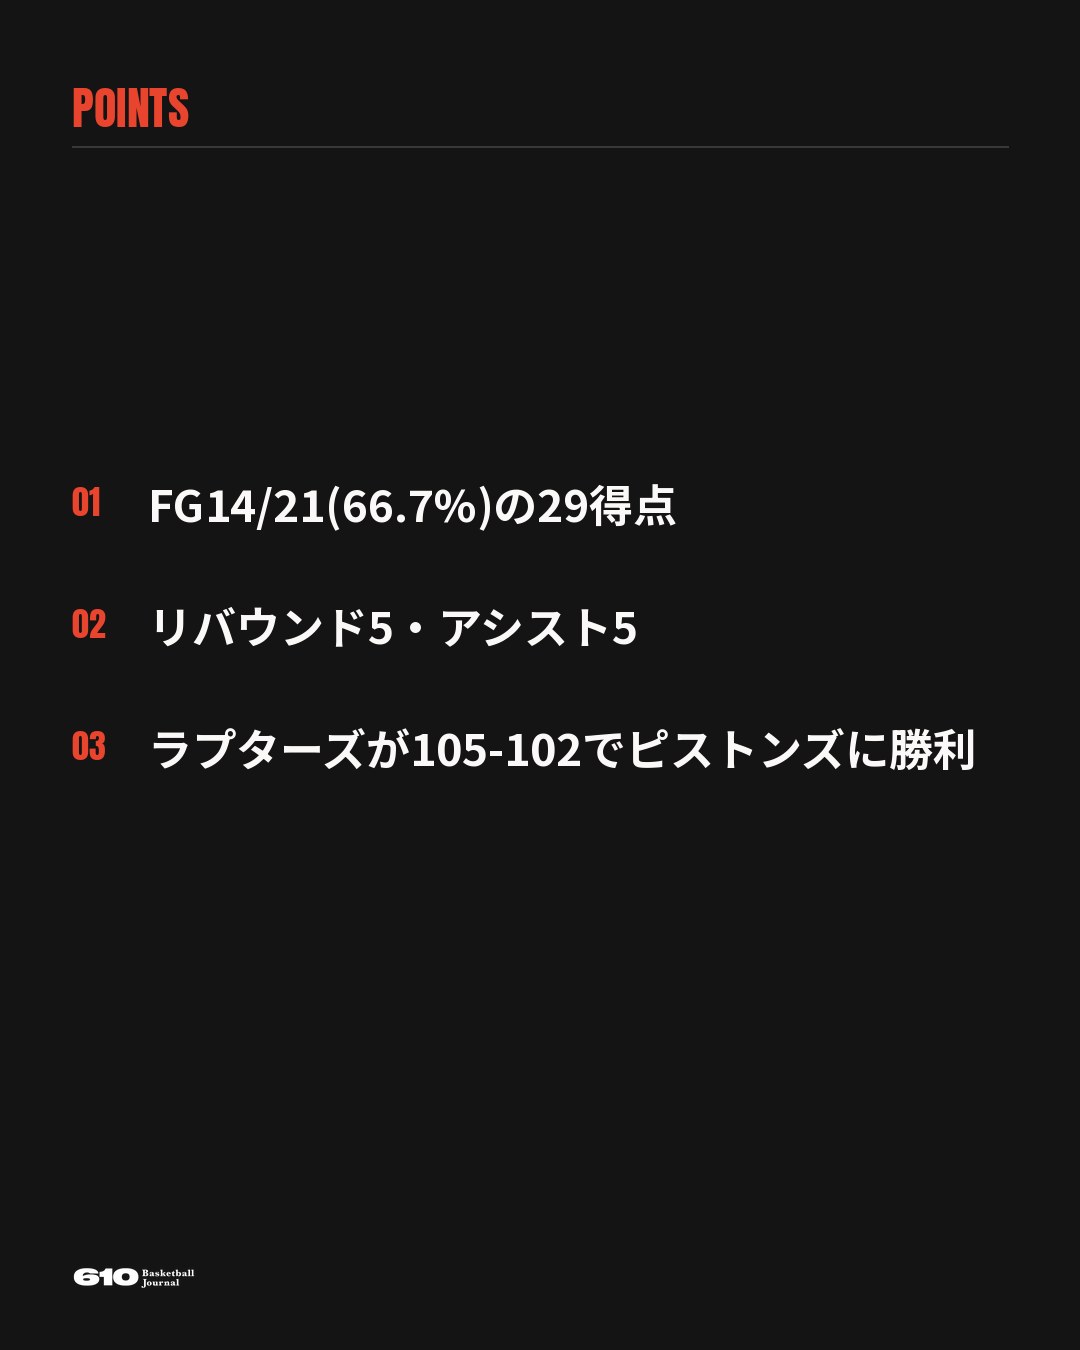 POINTS
01 FG14/21(66.7%)の29得点
02 リバウンド5・アシスト5
03 ラプターズが105-102でピストンズに勝利
610 Basketball
Journal